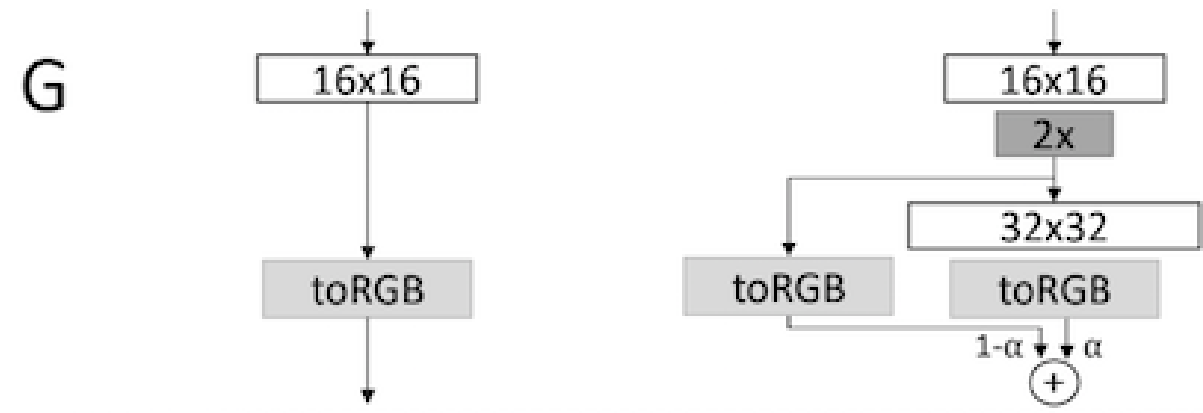 G
16x16
16x16
2x
32x32
toRGB
toRGB
toRGB
1-α
α
+